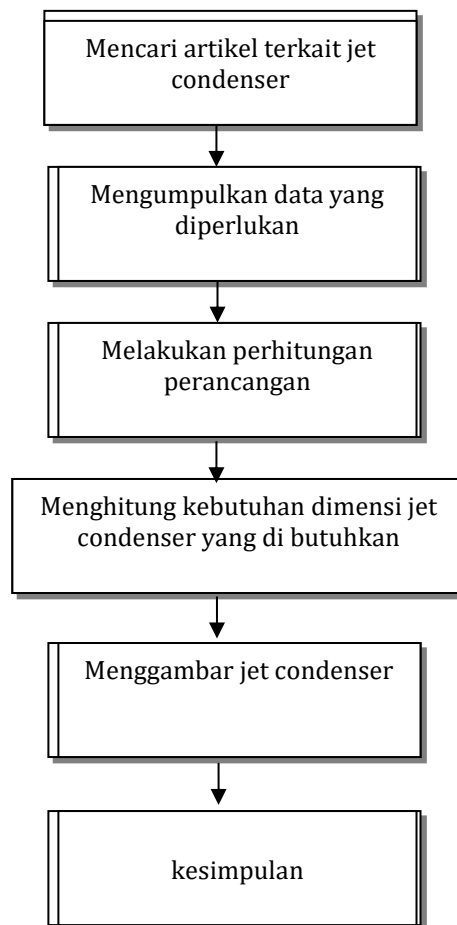 Mencari artikel terkait jet
condenser
Mengumpulkan data yang
diperlukan
Melakukan perhitungan
perancangan
Menghitung kebutuhan dimensi jet
condenser yang di butuhkan
Menggambar jet condenser
kesimpulan